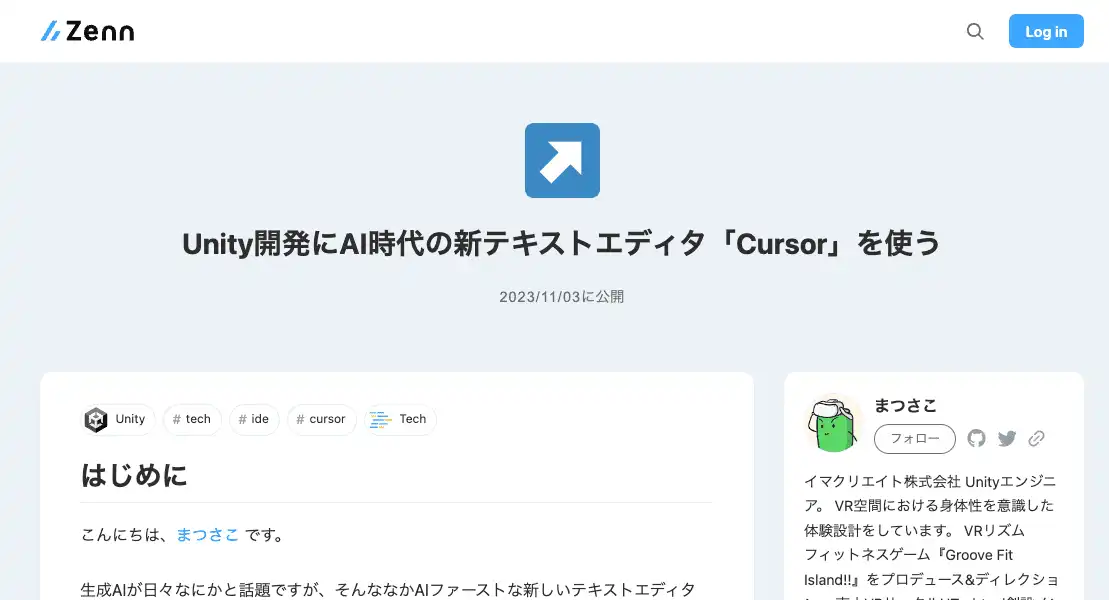 Zenn
Log in
Unity開発にAI時代の新テキストエディタ「Cursor」を使う
2023/11/03に公開
Unity
# tech
# ide
# cursor
Tech
はじめに
こんにちは、まつさこ です。
生成AIが日々なにかと話題ですが、そんななかAIファーストな新しいテキストエディタ
まつさこ
フォロー
イマクリエイト株式会社 Unityエンジニ
ア。 VR空間における身体性を意識した
体験設計をしています。 VRリズム
フィットネスゲーム『Groove Fit
Island!!』をプロデュース&ディレクショ